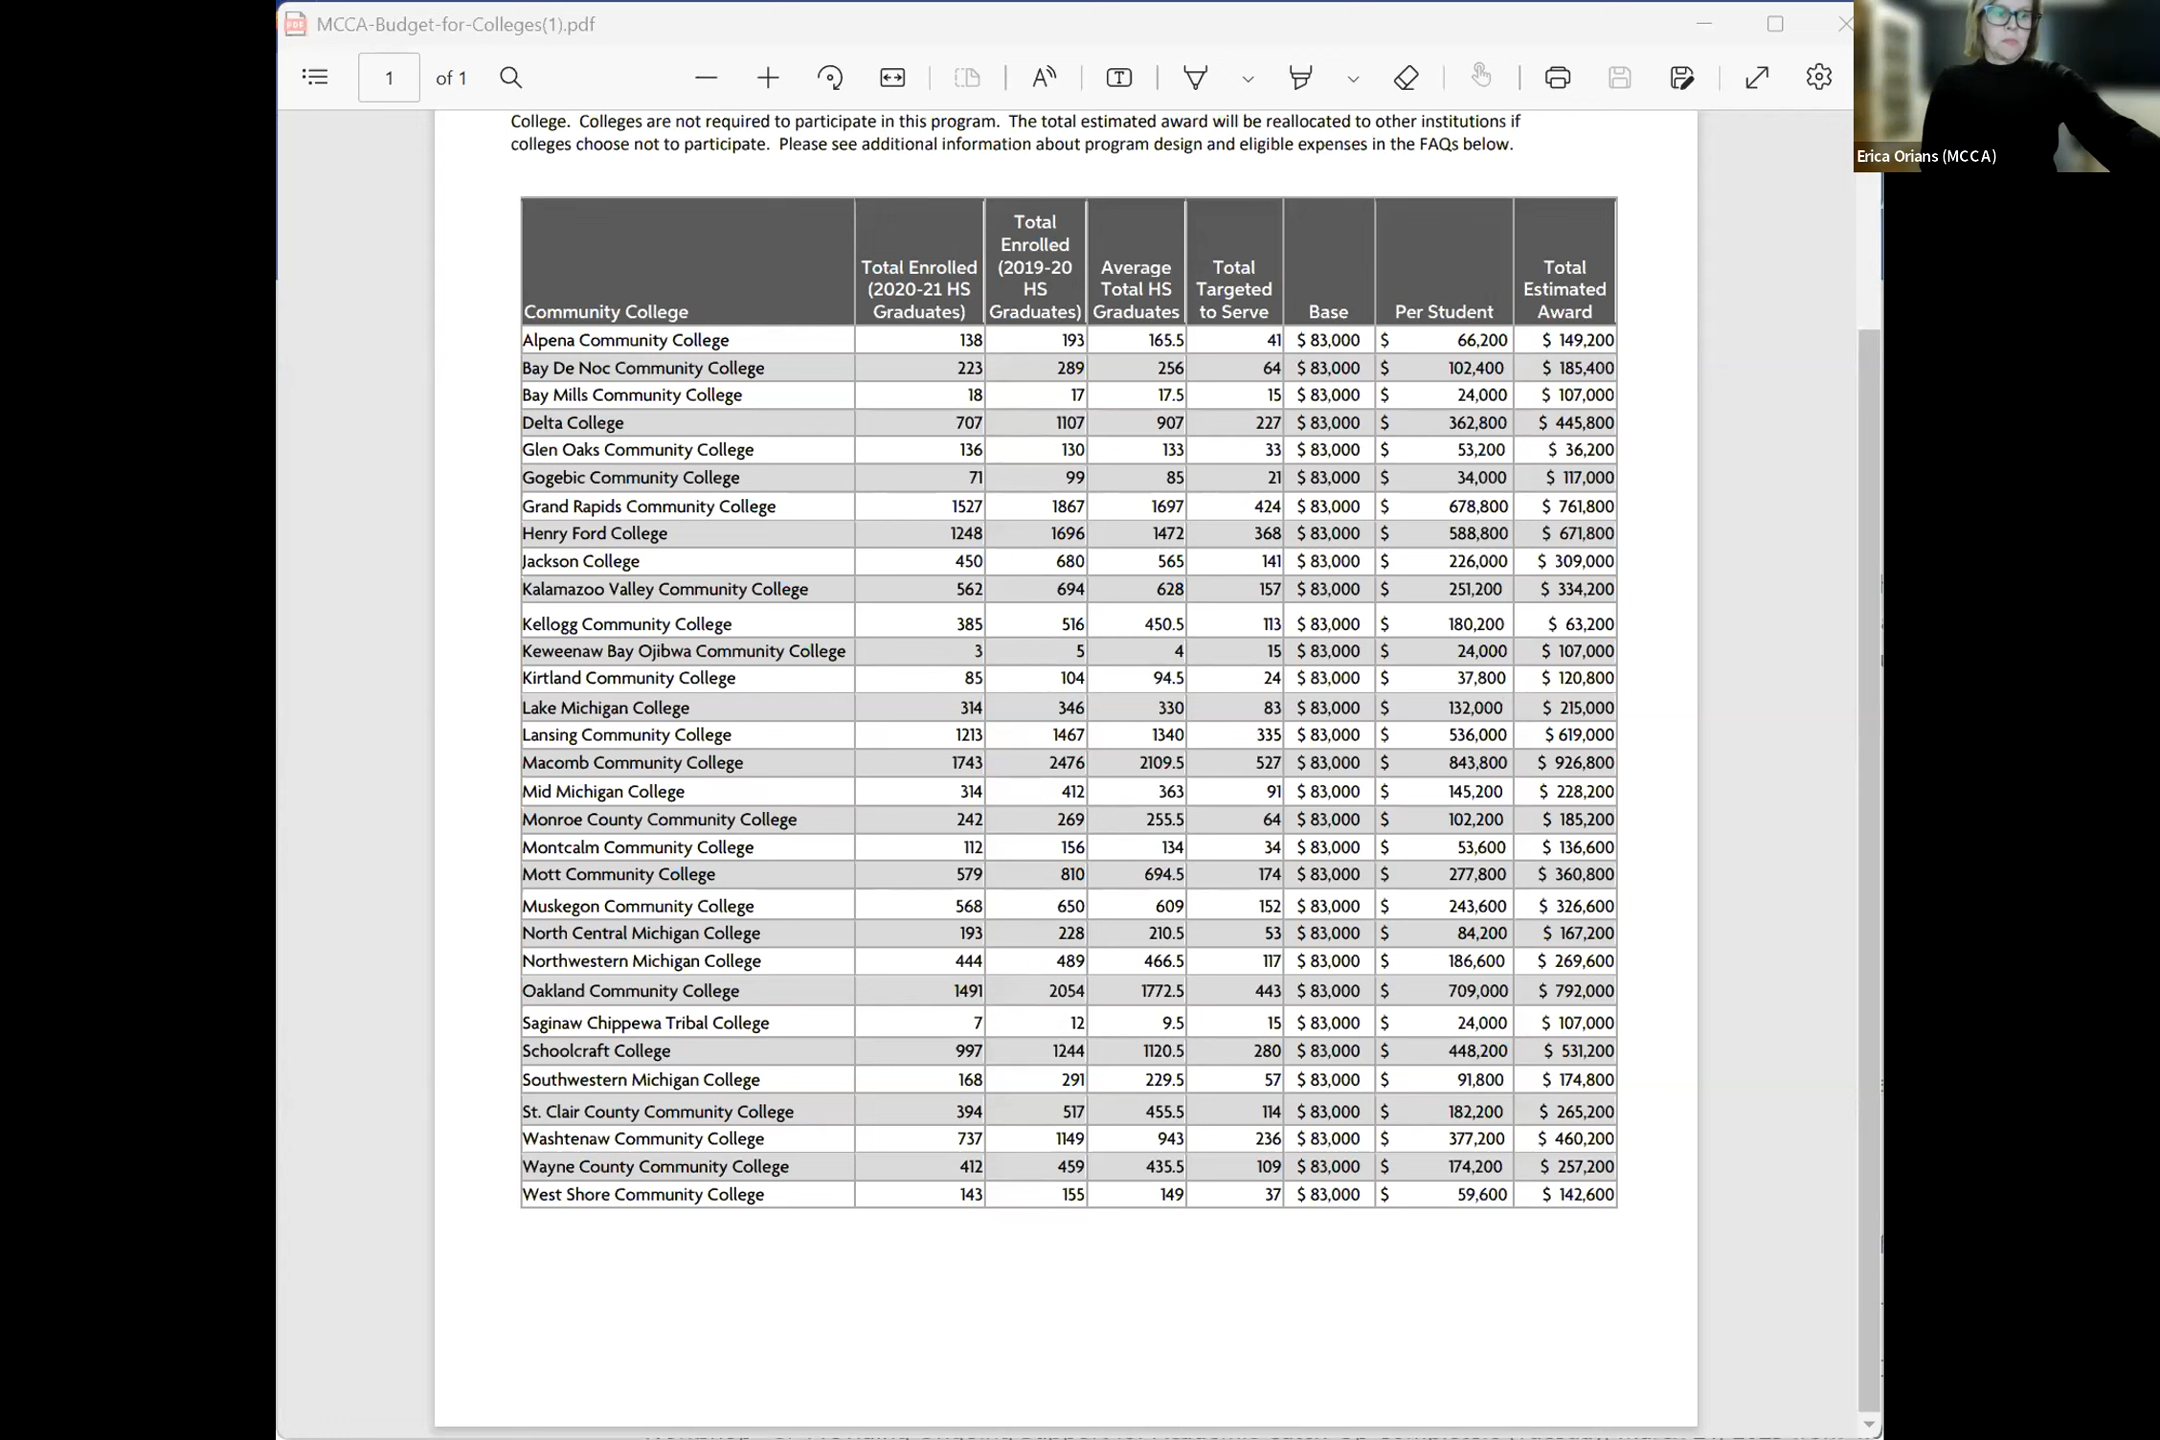 MCCA-Budget-for-Colleges(1).pdf
1 of 1
Erica Orians (MCCA)
College. Colleges are not required to participate in this program. The total estimated award will be reallocated to other institutions if
colleges choose not to participate. Please see additional information about program design and eligible expenses in the FAQs below.
Community College Total Enrolled (2020-21 HS Graduates) Total Enrolled (2019-20 HS Graduates) Average Total HS Graduates Total Targeted to Serve Base Per Student Total Estimated Award
Alpena Community College 138 193 165.5 41 $ 83,000 $ 66,200 $ 149,200
Bay De Noc Community College 223 289 256 64 $ 83,000 $ 102,400 $ 185,400
Bay Mills Community College 18 17 17.5 15 $ 83,000 $ 24,000 $ 107,000
Delta College 707 1107 907 227 $ 83,000 $ 362,800 $ 445,800
Glen Oaks Community College 136 130 133 33 $ 83,000 $ 53,200 $ 36,200
Gogebic Community College 71 99 85 21 $ 83,000 $ 34,000 $ 117,000
Grand Rapids Community College 1527 1867 1697 424 $ 83,000 $ 678,800 $ 761,800
Henry Ford College 1248 1696 1472 368 $ 83,000 $ 588,800 $ 671,800
Jackson College 450 680 565 141 $ 83,000 $ 226,000 $ 309,000
Kalamazoo Valley Community College 562 694 628 157 $ 83,000 $ 251,200 $ 334,200
Kellogg Community College 385 516 450.5 113 $ 83,000 $ 180,200 $ 63,200
Keweenaw Bay Ojibwa Community College 3 5 4 15 $ 83,000 $ 24,000 $ 107,000
Kirtland Community College 85 104 94.5 24 $ 83,000 $ 37,800 $ 120,800
Lake Michigan College 314 346 330 83 $ 83,000 $ 132,000 $ 215,000
Lansing Community College 1213 1467 1340 335 $ 83,000 $ 536,000 $ 619,000
Macomb Community College 1743 2476 2109.5 527 $ 83,000 $ 843,800 $ 926,800
Mid Michigan College 314 412 363 91 $ 83,000 $ 145,200 $ 228,200
Monroe County Community College 242 269 255.5 64 $ 83,000 $ 102,200 $ 185,200
Montcalm Community College 112 156 134 34 $ 83,000 $ 53,600 $ 136,600
Mott Community College 579 810 694.5 174 $ 83,000 $ 277,800 $ 360,800
Muskegon Community College 568 650 609 152 $ 83,000 $ 243,600 $ 326,600
North Central Michigan College 193 228 210.5 53 $ 83,000 $ 84,200 $ 167,200
Northwestern Michigan College 444 489 466.5 117 $ 83,000 $ 186,600 $ 269,600
Oakland Community College 1491 2054 1772.5 443 $ 83,000 $ 709,000 $ 792,000
Saginaw Chippewa Tribal College 7 12 9.5 15 $ 83,000 $ 24,000 $ 107,000
Schoolcraft College 997 1244 1120.5 280 $ 83,000 $ 448,200 $ 531,200
Southwestern Michigan College 168 291 229.5 57 $ 83,000 $ 91,800 $ 174,800
St. Clair County Community College 394 517 455.5 114 $ 83,000 $ 182,200 $ 265,200
Washtenaw Community College 737 1149 943 236 $ 83,000 $ 377,200 $ 460,200
Wayne County Community College 412 459 435.5 109 $ 83,000 $ 174,200 $ 257,200
West Shore Community College 143 155 149 37 $ 83,000 $ 59,600 $ 142,600